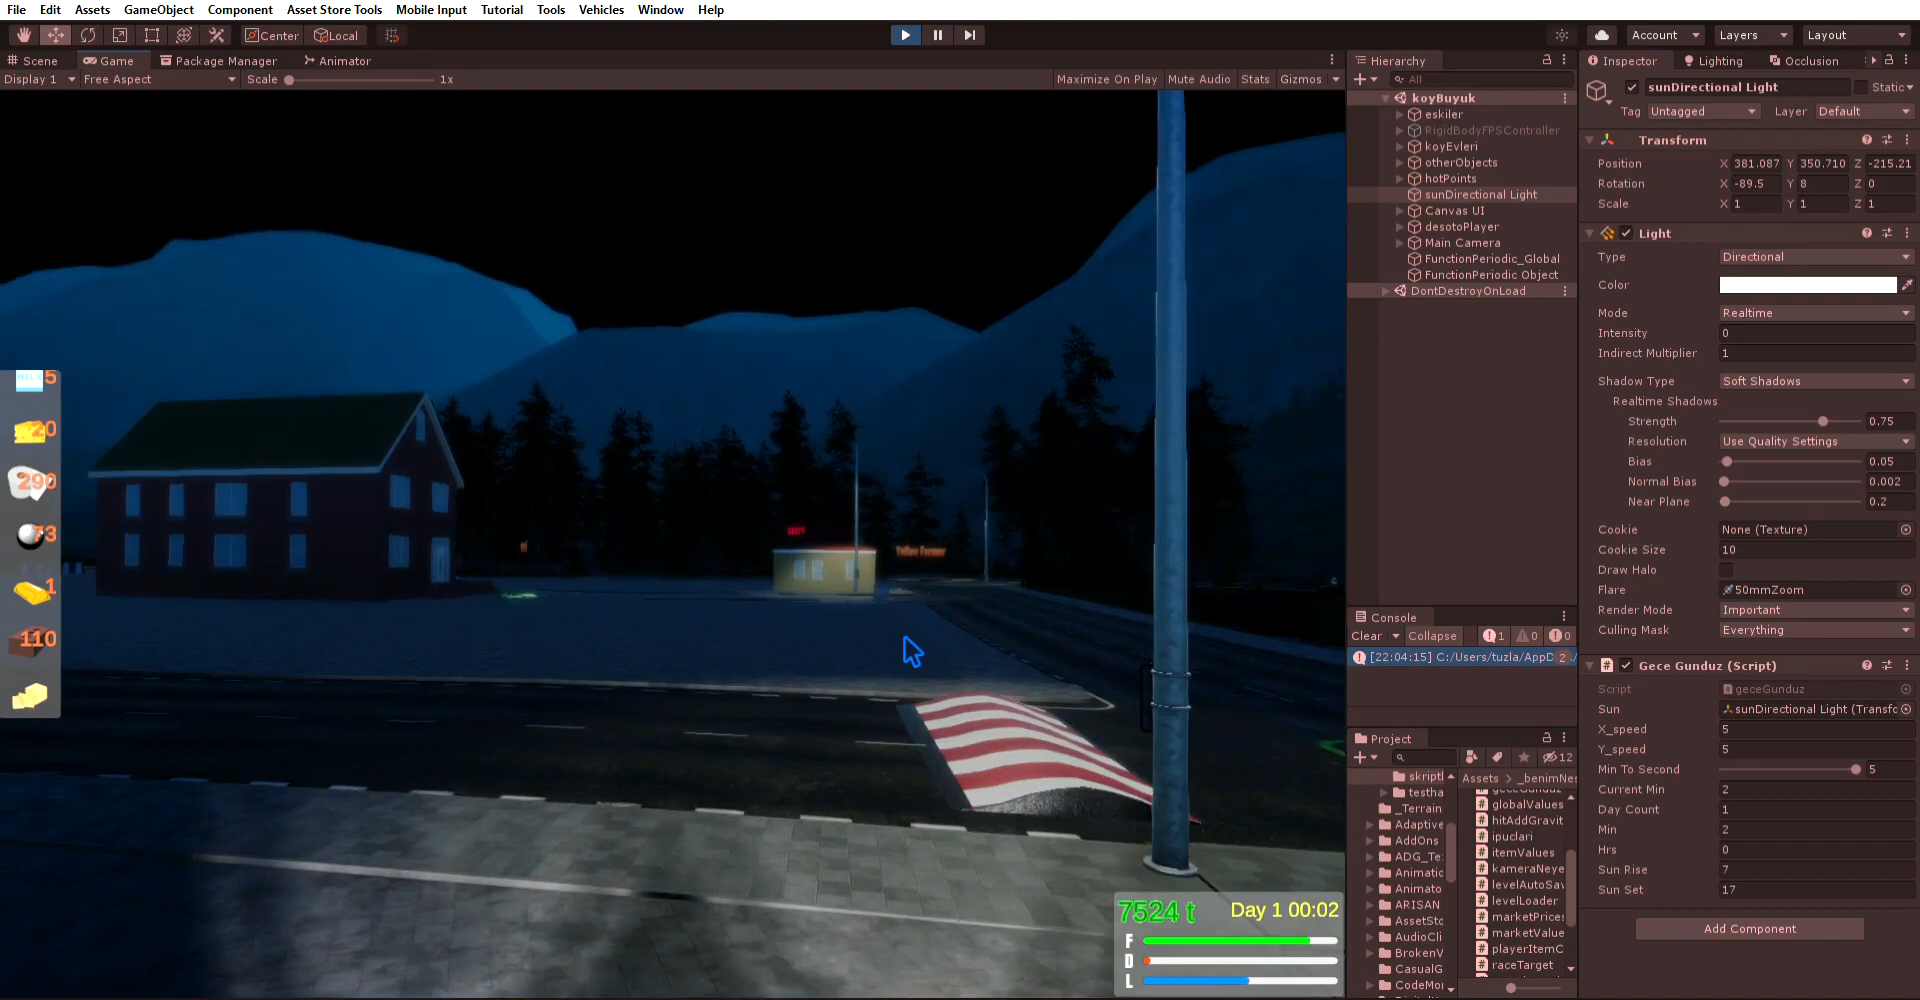 File Edit Assets GameObject Component Asset Store Tools Mobile Input Tutorial Tools Vehicles Window Help
Center Local Account Layers Layout
Scene Game Package Manager Animator
Display 1 Free Aspect Scale 1x Maximize On Play Mute Audio Stats Gizmos
MILK 5
20
290
73
1
110
Yellow Farmer
7524 t Day 1 00:02
F
D
L
Hierarchy
All
koyBuyuk
eskiler
RigidBodyFPSController
koyEvleri
otherObjects
hotPoints
sunDirectional Light
Canvas UI
desotoPlayer
Main Camera
FunctionPeriodic_Global
FunctionPeriodic Object
DontDestroyOnLoad
Console
Clear Collapse 1 0 0
[22:04:15] C:/Users/tuzla/AppD 2
Project
12
skriptl Assets > _benimNes
testha
_Terrain
Adaptive
AddOns
ADG_Te
Animatic
Animato
ARISAN
AssetSto
AudioCli
BrokenV
CasualG
CodeMo
geceGunduz
globalValues
hitAddGravit
ipuclari
itemValues
kameraNeye
levelAutoSav
levelLoader
marketPrices
marketValue
playerItemC
raceTarget
Inspector Lighting Occlusion
sunDirectional Light Static
Tag Untagged Layer Default
Transform
Position X 381.087 Y 350.710 Z -215.21
Rotation X -89.5 Y 8 Z 0
Scale X 1 Y 1 Z 1
Light
Type Directional
Color
Mode Realtime
Intensity 0
Indirect Multiplier 1
Shadow Type Soft Shadows
Realtime Shadows
Strength 0.75
Resolution Use Quality Settings
Bias 0.05
Normal Bias 0.002
Near Plane 0.2
Cookie None (Texture)
Cookie Size 10
Draw Halo
Flare 50mmZoom
Render Mode Important
Culling Mask Everything
Gece Gunduz (Script)
Script geceGunduz
Sun sunDirectional Light (Transfo
X_speed 5
Y_speed 5
Min To Second 5
Current Min 2
Day Count 1
Min 2
Hrs 0
Sun Rise 7
Sun Set 17
Add Component